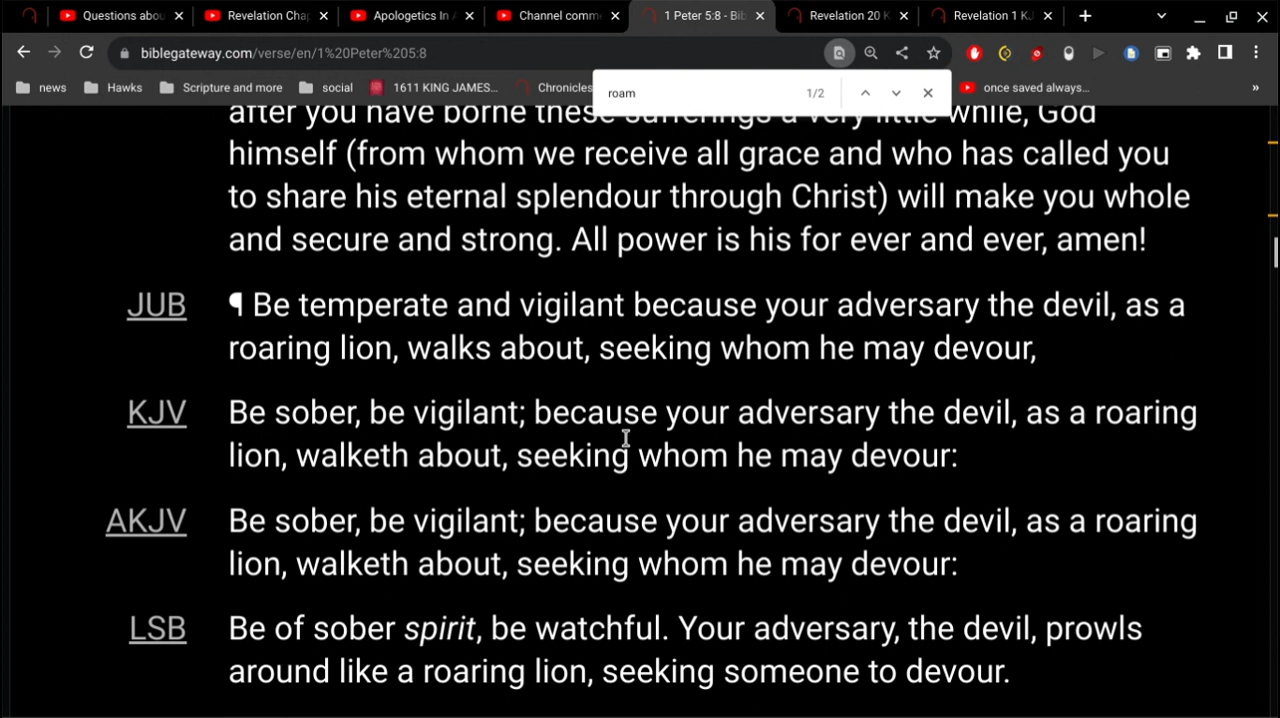 Questions abou
Revelation Cha
Apologetics In A
Channel comm
1 Peter 5:8 - Bib
Revelation 20 K
Revelation 1 KJ
biblegateway.com/verse/en/1%20Peter%205:8
news
Hawks
Scripture and more
social
1611 KING JAMES...
Chronicles
roam
1/2
once saved always...
»
after you have borne these sufferings a very little while, God
himself (from whom we receive all grace and who has called you
to share his eternal splendour through Christ) will make you whole
and secure and strong. All power is his for ever and ever, amen!
JUB
¶ Be temperate and vigilant because your adversary the devil, as a
roaring lion, walks about, seeking whom he may devour,
KJV
Be sober, be vigilant; because your adversary the devil, as a roaring
lion, walketh about, seeking whom he may devour:
AKJV
Be sober, be vigilant; because your adversary the devil, as a roaring
lion, walketh about, seeking whom he may devour:
LSB
Be of sober spirit, be watchful. Your adversary, the devil, prowls
around like a roaring lion, seeking someone to devour.